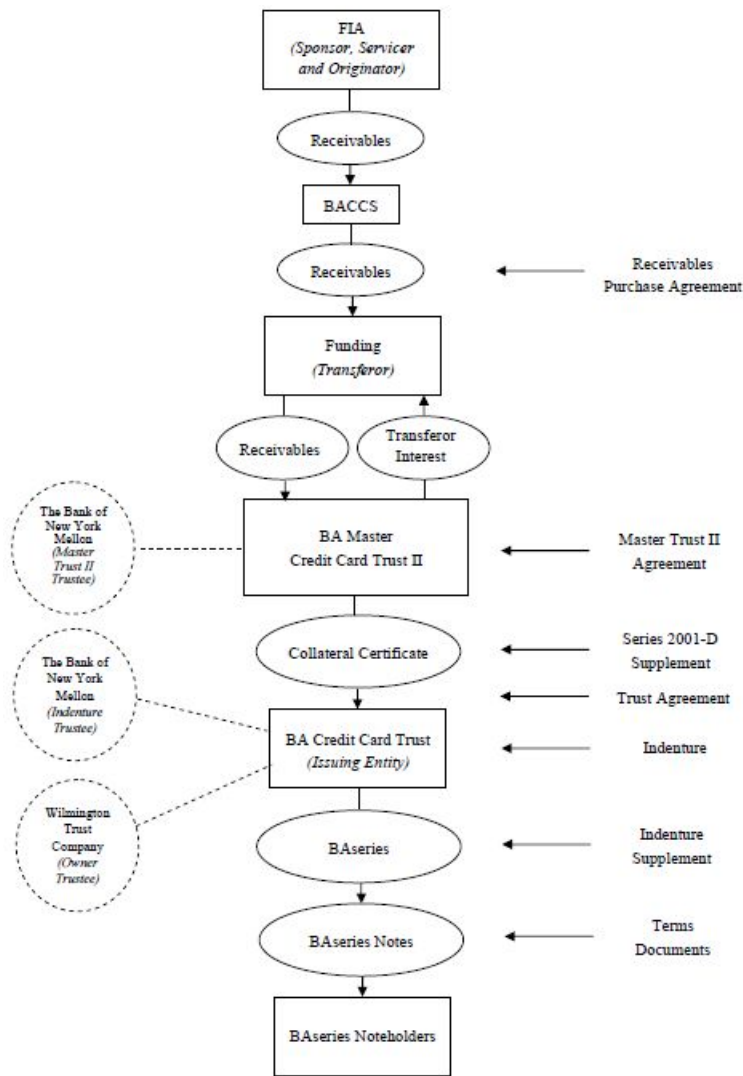 FIA
(Sponsor, Servicer
and Originator)
Receivables
BACCS
Receivables
Receivables
Purchase Agreement
Funding
(Transferor)
Receivables
Transferor
Interest
The Bank of
New York
Mellon
(Master
Trust II
Trustee)
BA Master
Credit Card Trust II
Master Trust II
Agreement
Collateral Certificate
Series 2001-D
Supplement
The Bank of
New York
Mellon
(Indenture
Trustee)
Trust Agreement
BA Credit Card Trust
(Issuing Entity)
Indenture
Wilmington
Trust
Company
(Owner
Trustee)
BAseries
Indenture
Supplement
BAseries Notes
Terms
Documents
BAseries Noteholders